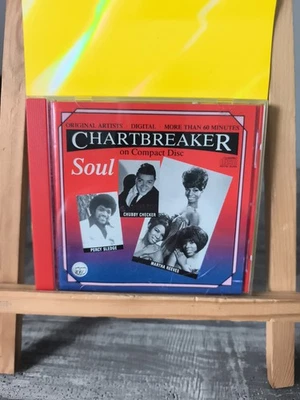 ORIGINAL ARTISTS · DIGITAL · MORE THAN 60 MINUTES
CHARTBREAKER
on Compact Disc
Soul
CHUBBY CHECKER
PERCY SLEDGE
MARTHA REEVES